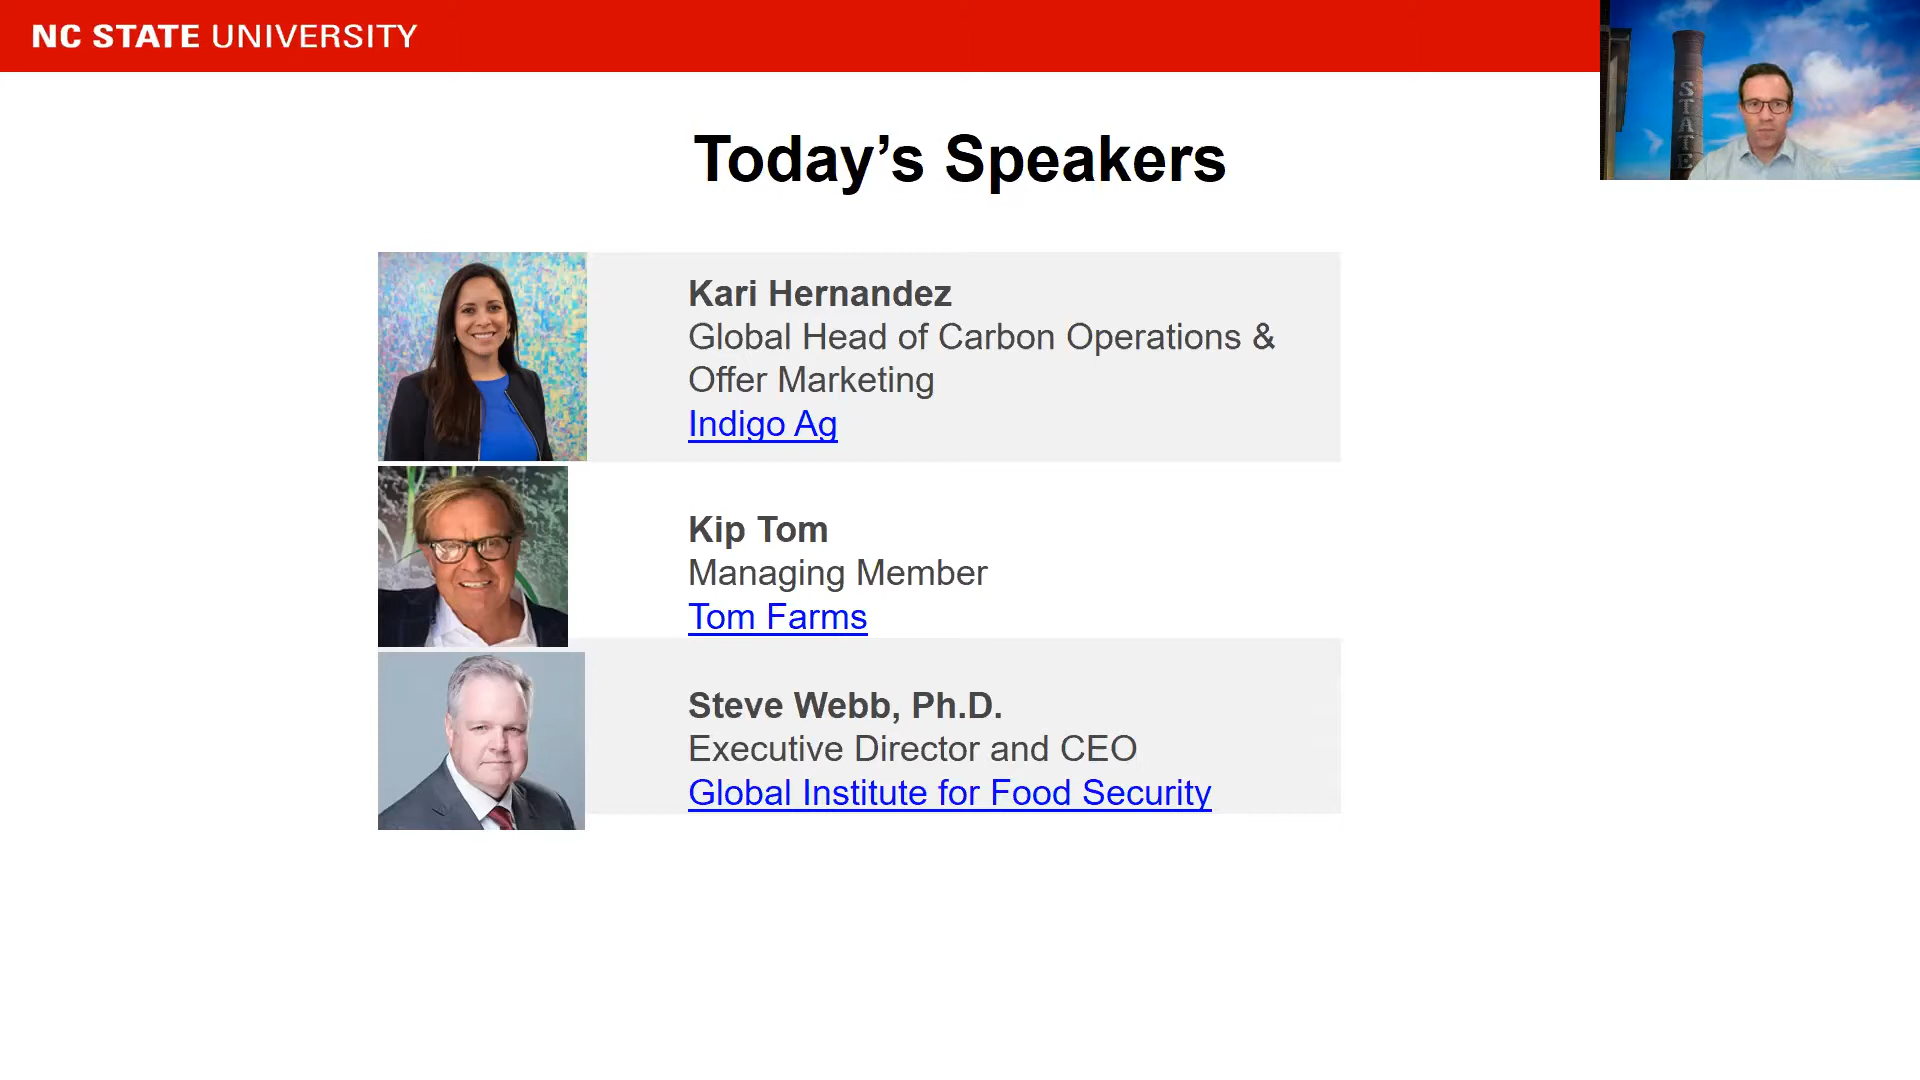 NC STATE UNIVERSITY
STATE
Today’s Speakers
Kari Hernandez
Global Head of Carbon Operations &
Offer Marketing
Indigo Ag
Kip Tom
Managing Member
Tom Farms
Steve Webb, Ph.D.
Executive Director and CEO
Global Institute for Food Security